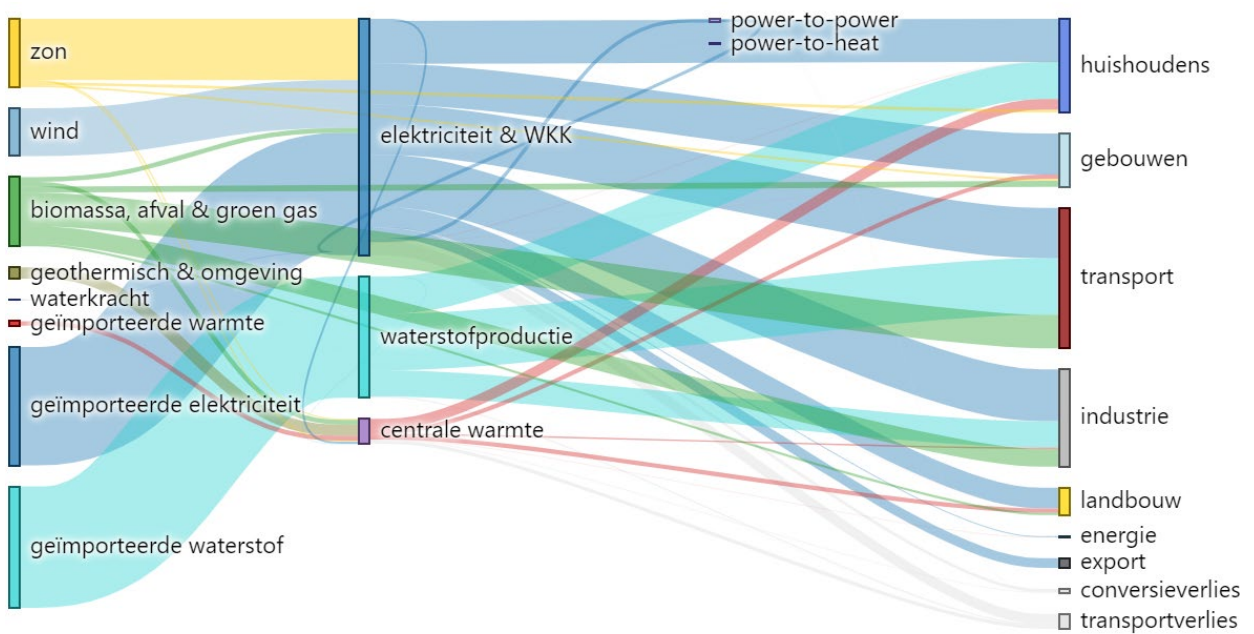 zon
wind
biomassa, afval & groen gas
geothermisch & omgeving
waterkracht
geïmporteerde warmte
geïmporteerde elektriciteit
geïmporteerde waterstof
elektriciteit & WKK
waterstofproductie
centrale warmte
power-to-power
power-to-heat
huishoudens
gebouwen
transport
industrie
landbouw
energie
export
conversieverlies
transportverlies